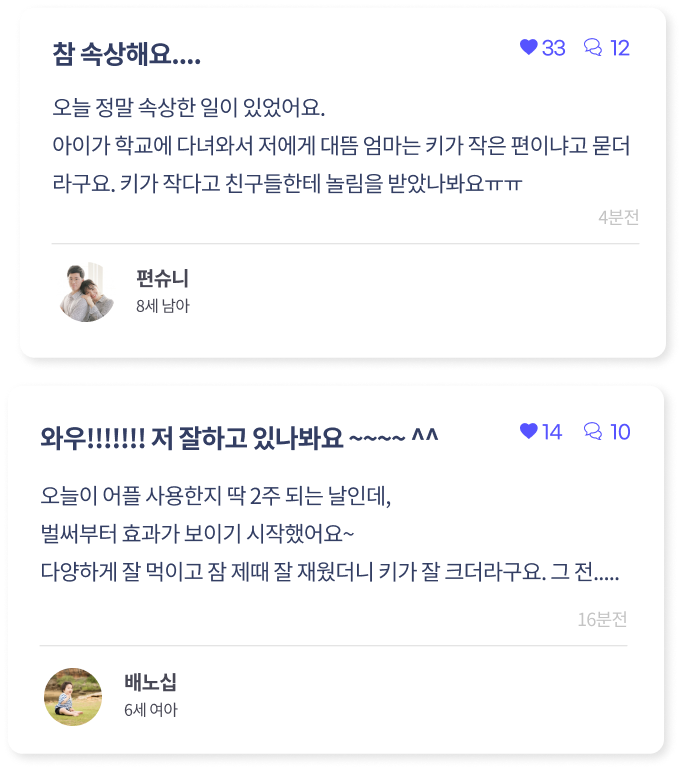 참 속상해요....
33 12
오늘 정말 속상한 일이 있었어요.
아이가 학교에 다녀와서 저에게 대뜸 엄마는 키가 작은 편이냐고 묻더
라구요. 키가 작다고 친구들한테 놀림을 받았나봐요ㅠㅠ
4분전
편슈니
8세 남아
와우!!!!!!! 저 잘하고 있나봐요 ~~~~ ^^
14 10
오늘이 어플 사용한지 딱 2주 되는 날인데,
벌써부터 효과가 보이기 시작했어요~
다양하게 잘 먹이고 잠 제때 잘 재웠더니 키가 잘 크더라구요. 그 전.....
16분전
배노십
6세 여아